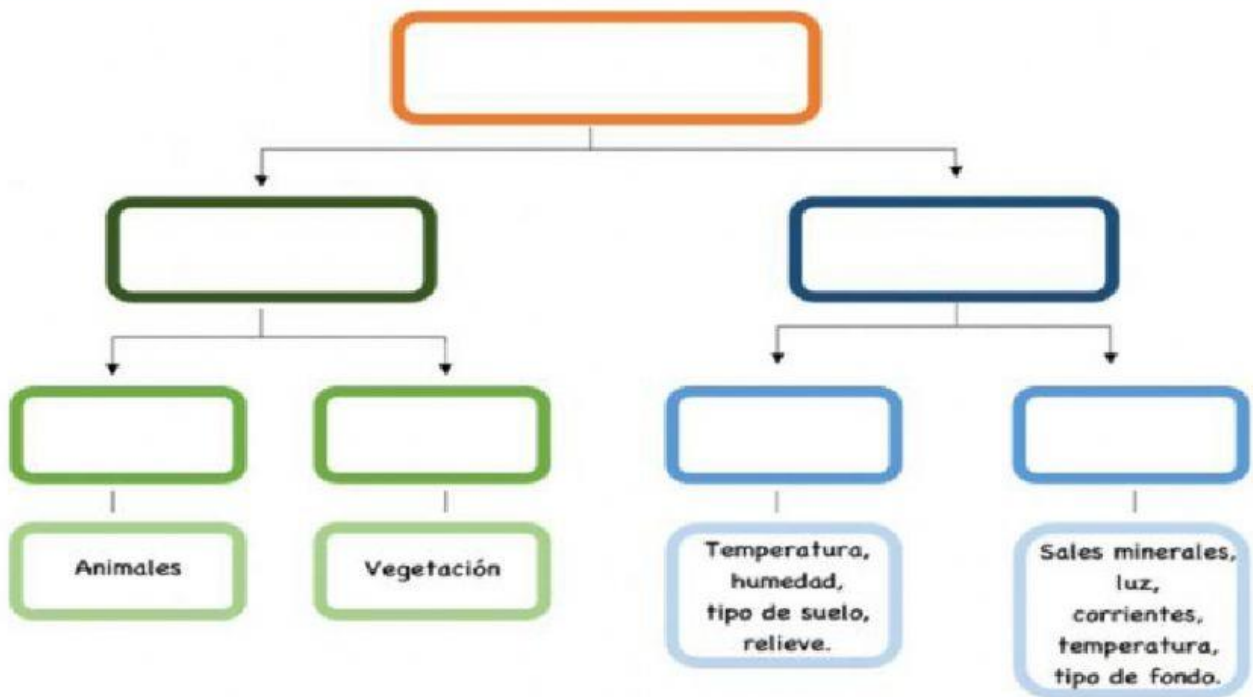 Animales
Vegetación
Temperatura,
humedad,
tipo de suelo,
relieve.
Sales minerales,
luz,
corrientes,
temperatura,
tipo de fondo.